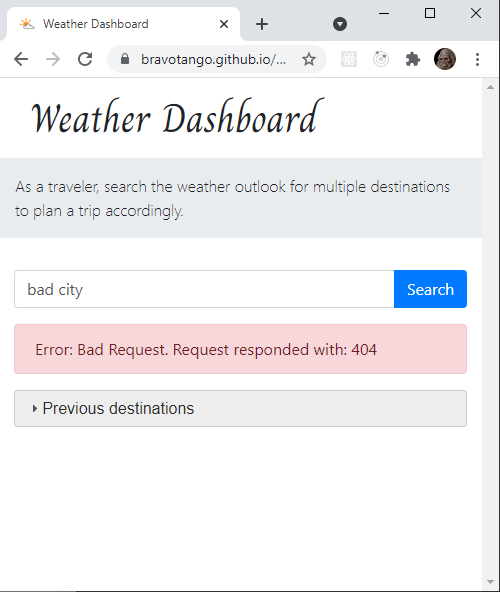 Weather Dashboard
bravotango.github.io/...
Weather Dashboard
As a traveler, search the weather outlook for multiple destinations
to plan a trip accordingly.
bad city
Search
Error: Bad Request. Request responded with: 404
Previous destinations